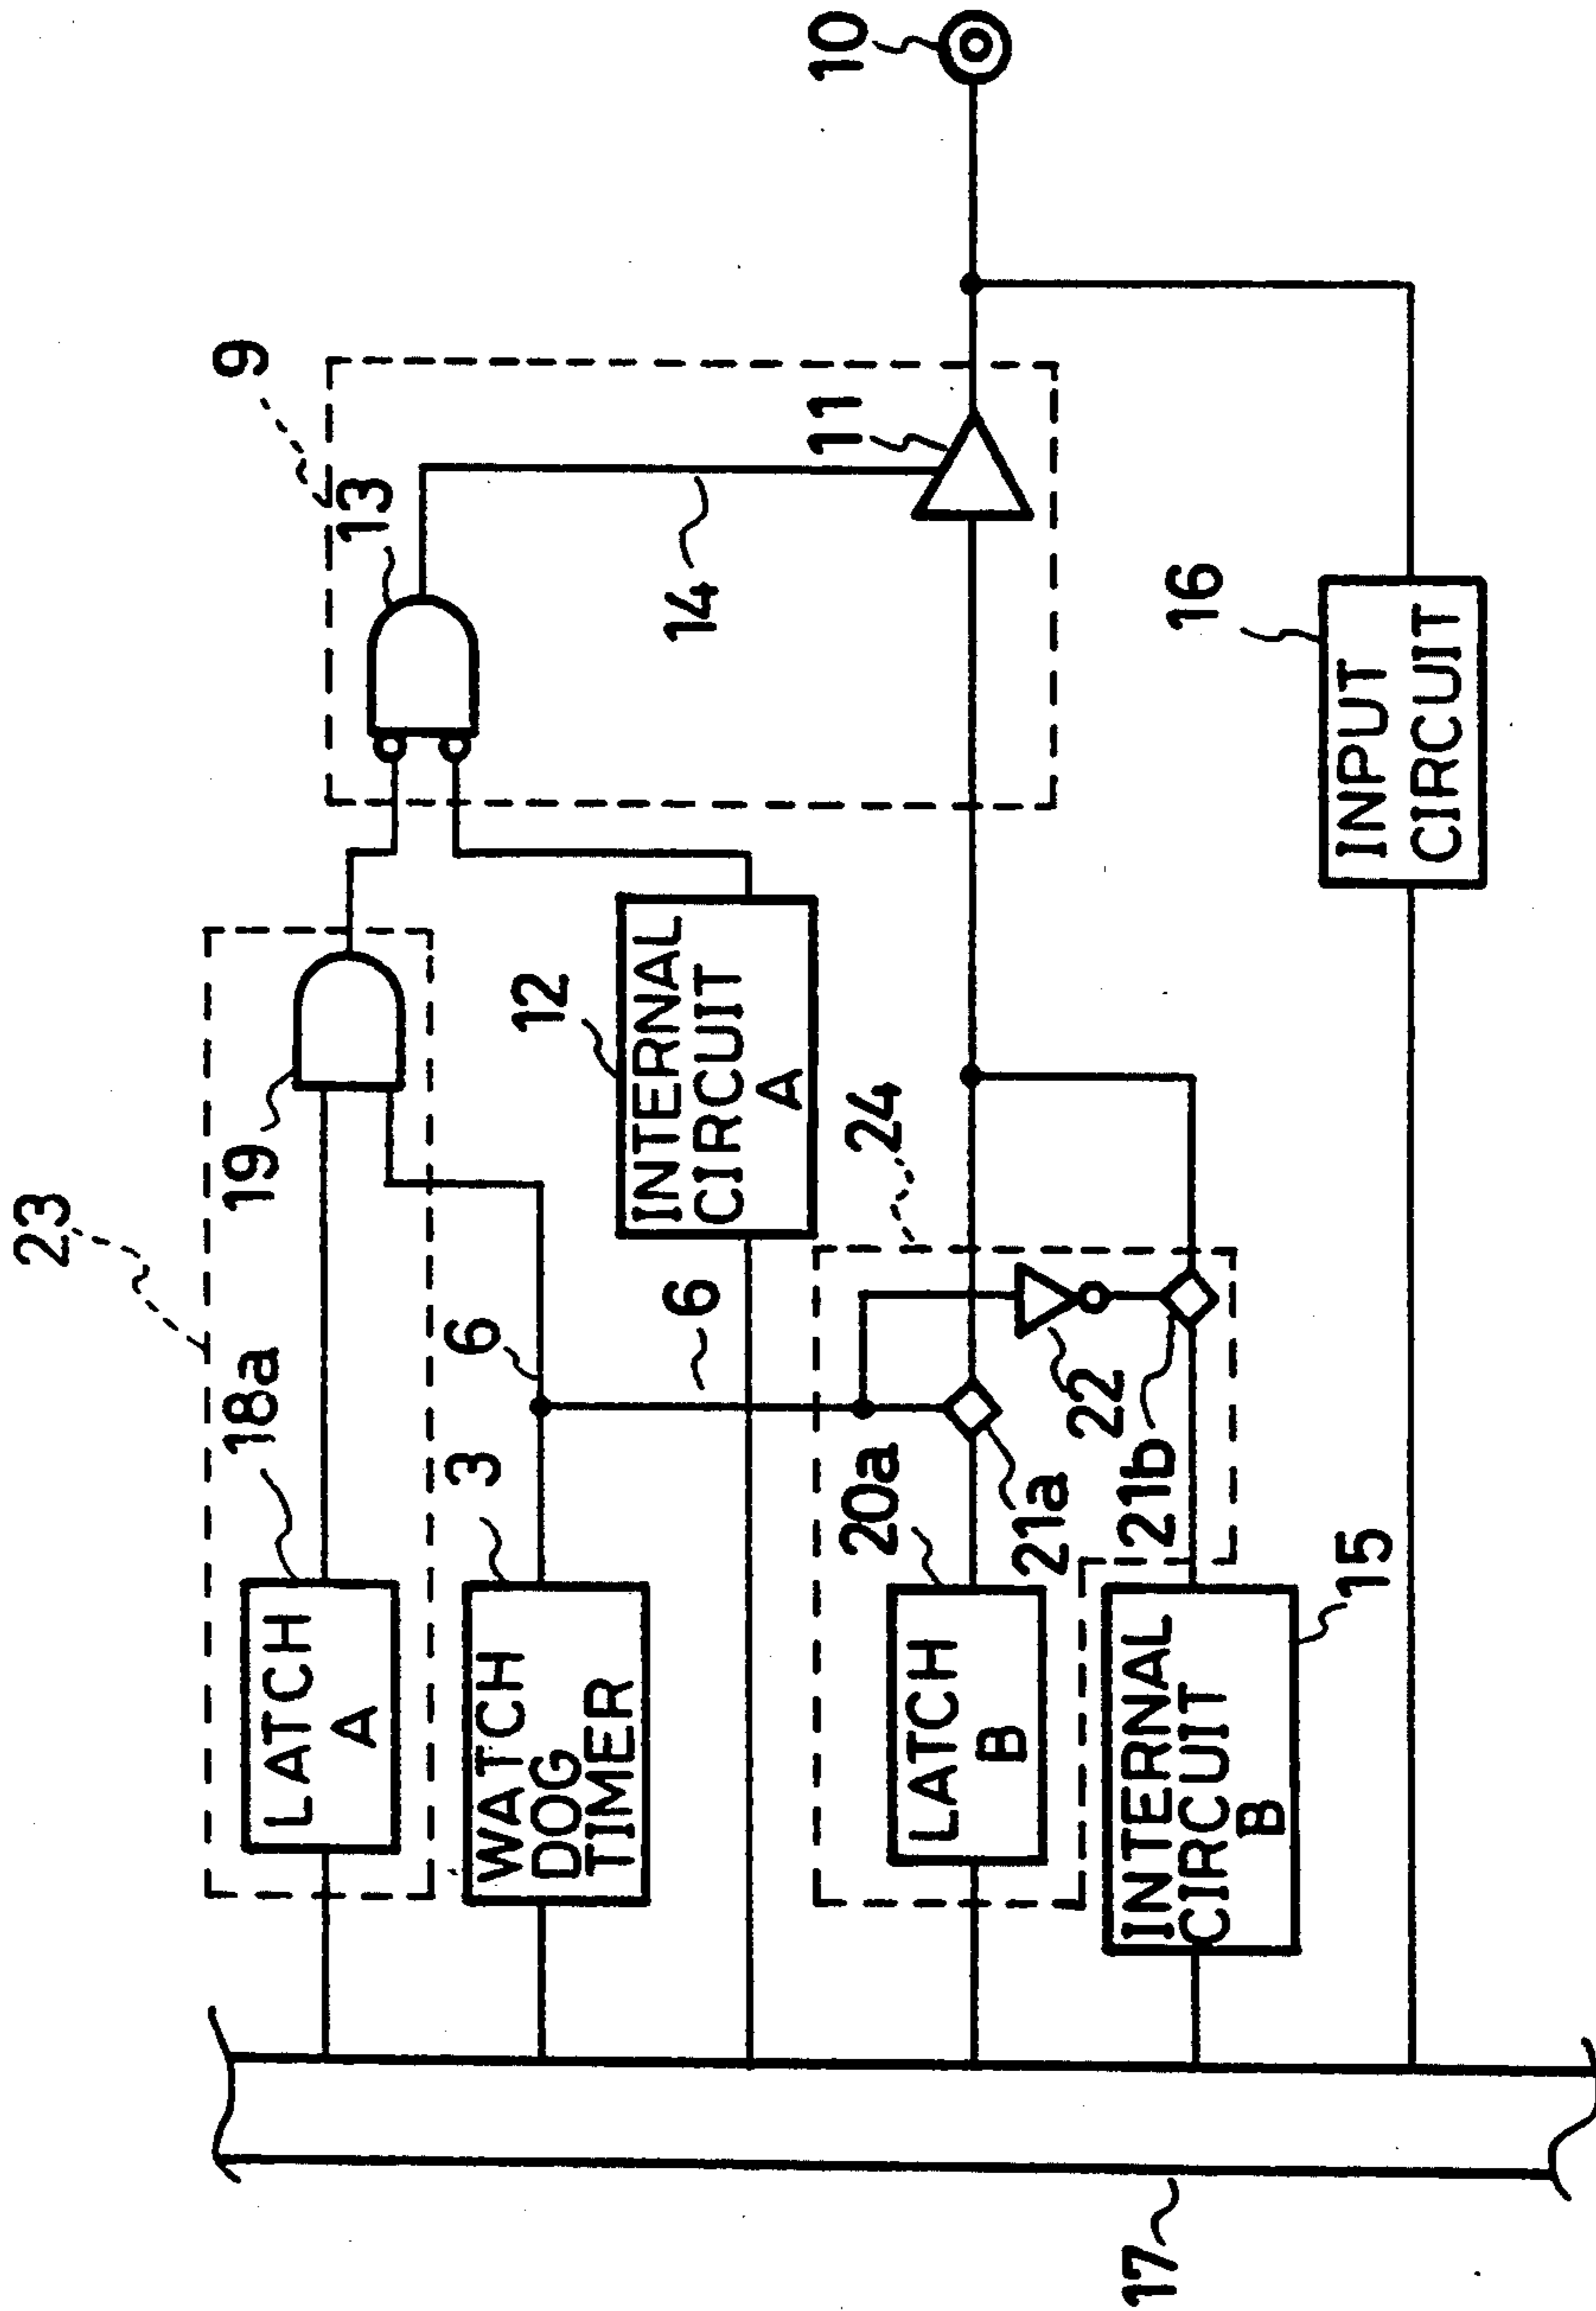 23
18a
LATCH
A
19
9
13
3
WATCH
DOG
TIMER
6
12
INTERNAL
CIRCUIT
A
6
14
11
10
24
20a
LATCH
B
21a
22
21b
INTERNAL
CIRCUIT
B
15
16
INPUT
CIRCUIT
17